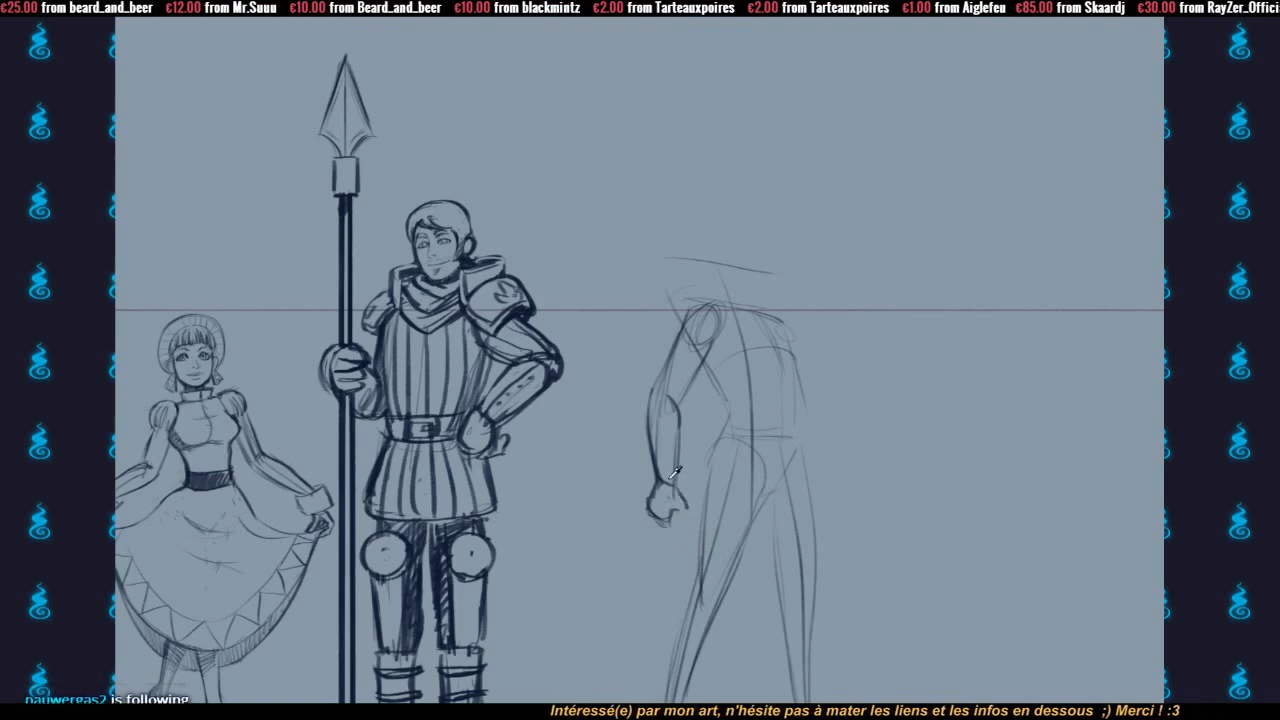 €25.00 from beard_and_beer €12.00 from Mr.Suuu €10.00 from Beard_and_beer €10.00 from blackmintz €2.00 from Tarteauxpoires €2.00 from Tarteauxpoires €1.00 from Aiglefeu €85.00 from Skaardj €30.00 from RayZer_Offici
pauwergas2 is following
Intéressé(e) par mon art, n'hésite pas à mater les liens et les infos en dessous ;) Merci ! :3